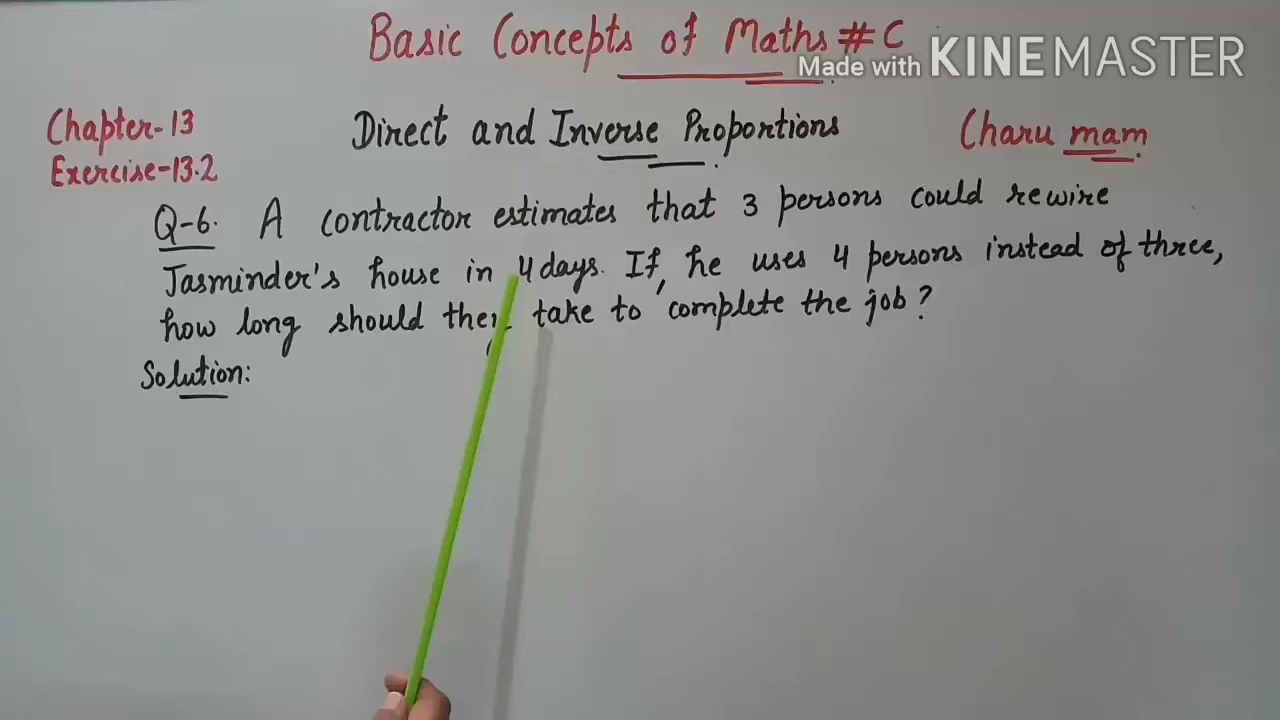 Basic Concepts of Maths #C
Made with KINEMASTER
Chapter-13
Direct and Inverse Proportions
Charu mam
Exercise-13.2
Q-6. A contractor estimates that 3 persons could rewire
Jasminder's house in 4 days. If, he uses 4 persons instead of three,
how long should they take to complete the job?
Solution: